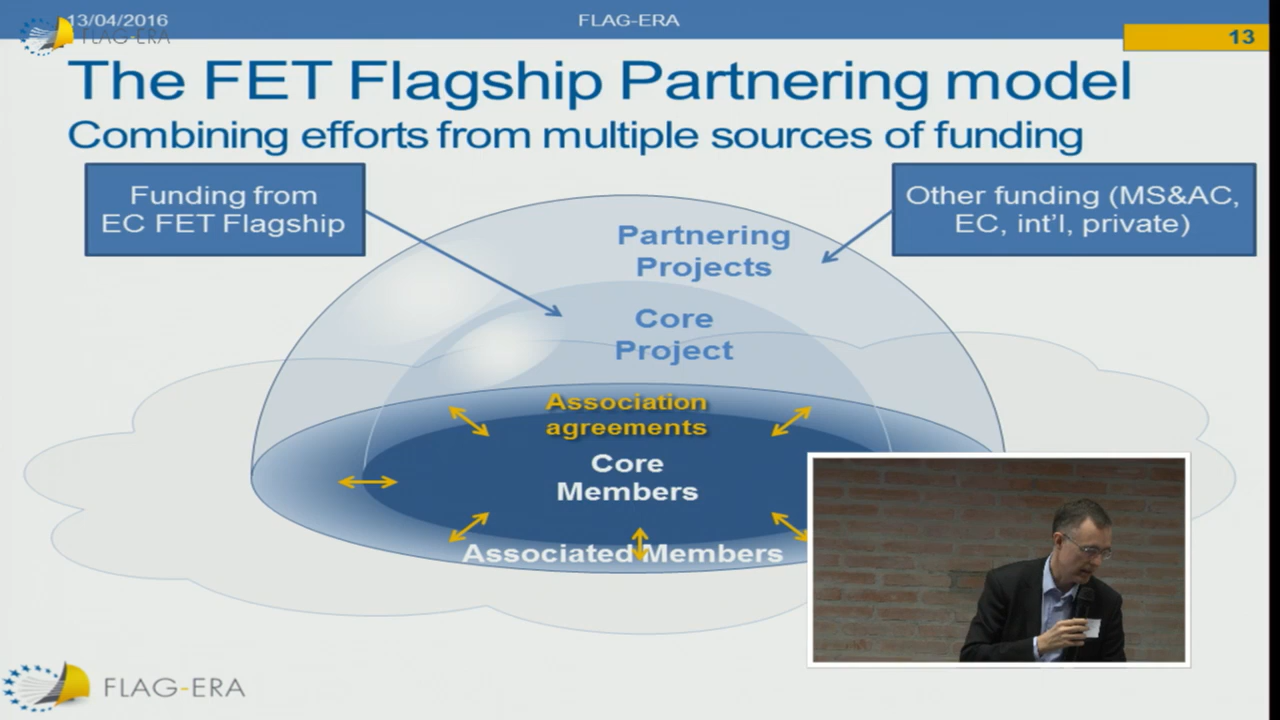 13/04/2016
FLAG-ERA
13
FLAG-ERA
The FET Flagship Partnering model
Combining efforts from multiple sources of funding
Funding from
EC FET Flagship
Other funding (MS&AC,
EC, int'l, private)
Partnering
Projects
Core
Project
Association
agreements
Core
Members
Associated Members
FLAG-ERA